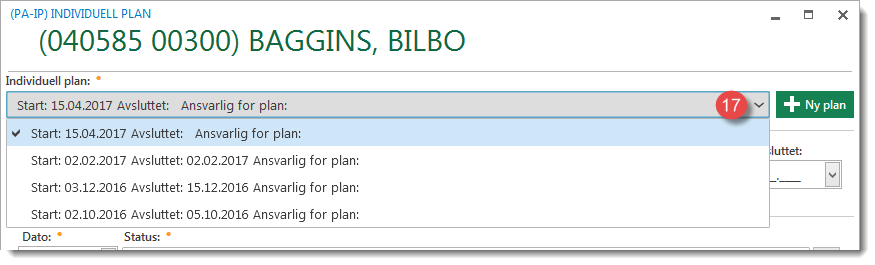 (PA-IP) INDIVIDUELL PLAN
(040585 00300) BAGGINS, BILBO
Individuell plan: *
Start: 15.04.2017 Avsluttet: Ansvarlig for plan: 17
Ny plan
Start: 15.04.2017 Avsluttet: Ansvarlig for plan:
Start: 02.02.2017 Avsluttet: 02.02.2017 Ansvarlig for plan:
sluttet:
Start: 03.12.2016 Avsluttet: 15.12.2016 Ansvarlig for plan:
__.____
Start: 02.10.2016 Avsluttet: 05.10.2016 Ansvarlig for plan:
Dato: * Status: *